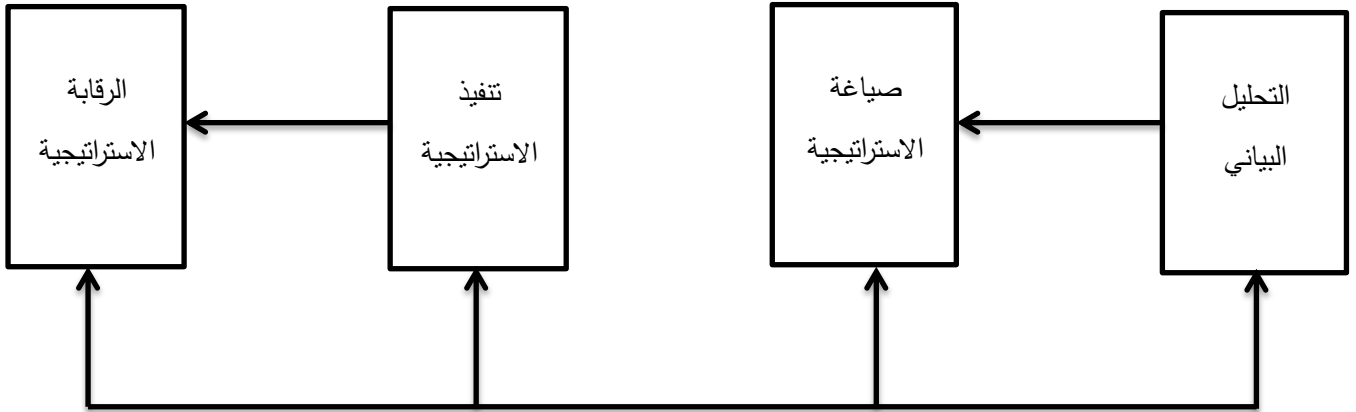 التحليل
البياني
صياغة
الاستراتيجية
تنفيذ
الاستراتيجية
الرقابة
الاستراتيجية